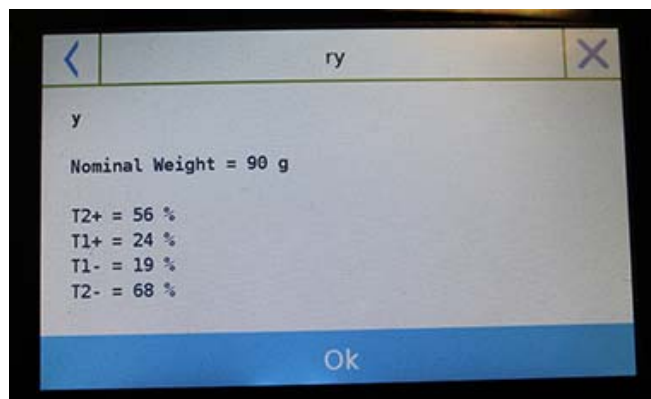 ry
y
Nominal Weight = 90 g
T2+ = 56 %
T1+ = 24 %
T1- = 19 %
T2- = 68 %
Ok